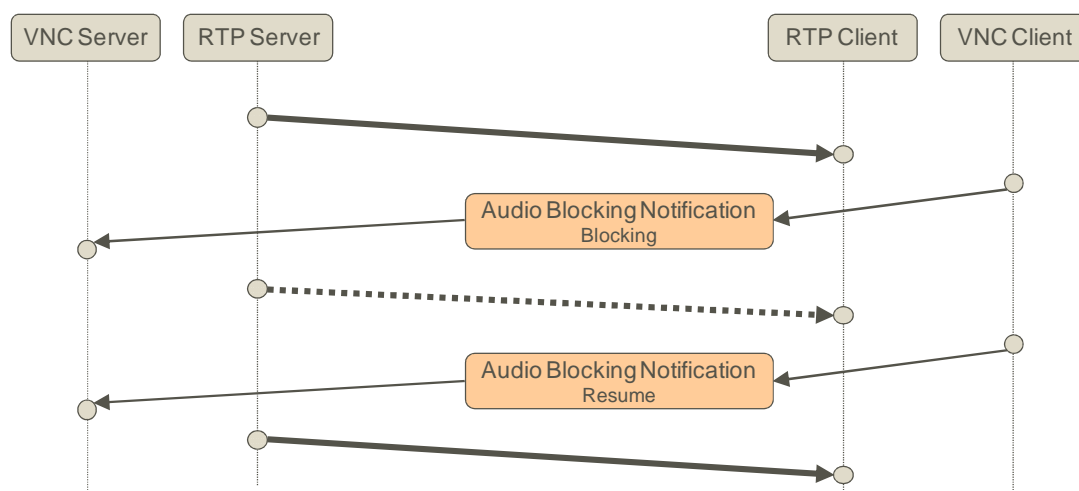 VNC Server
RTP Server
RTP Client
VNC Client
Audio Blocking Notification
Blocking
Audio Blocking Notification
Resume